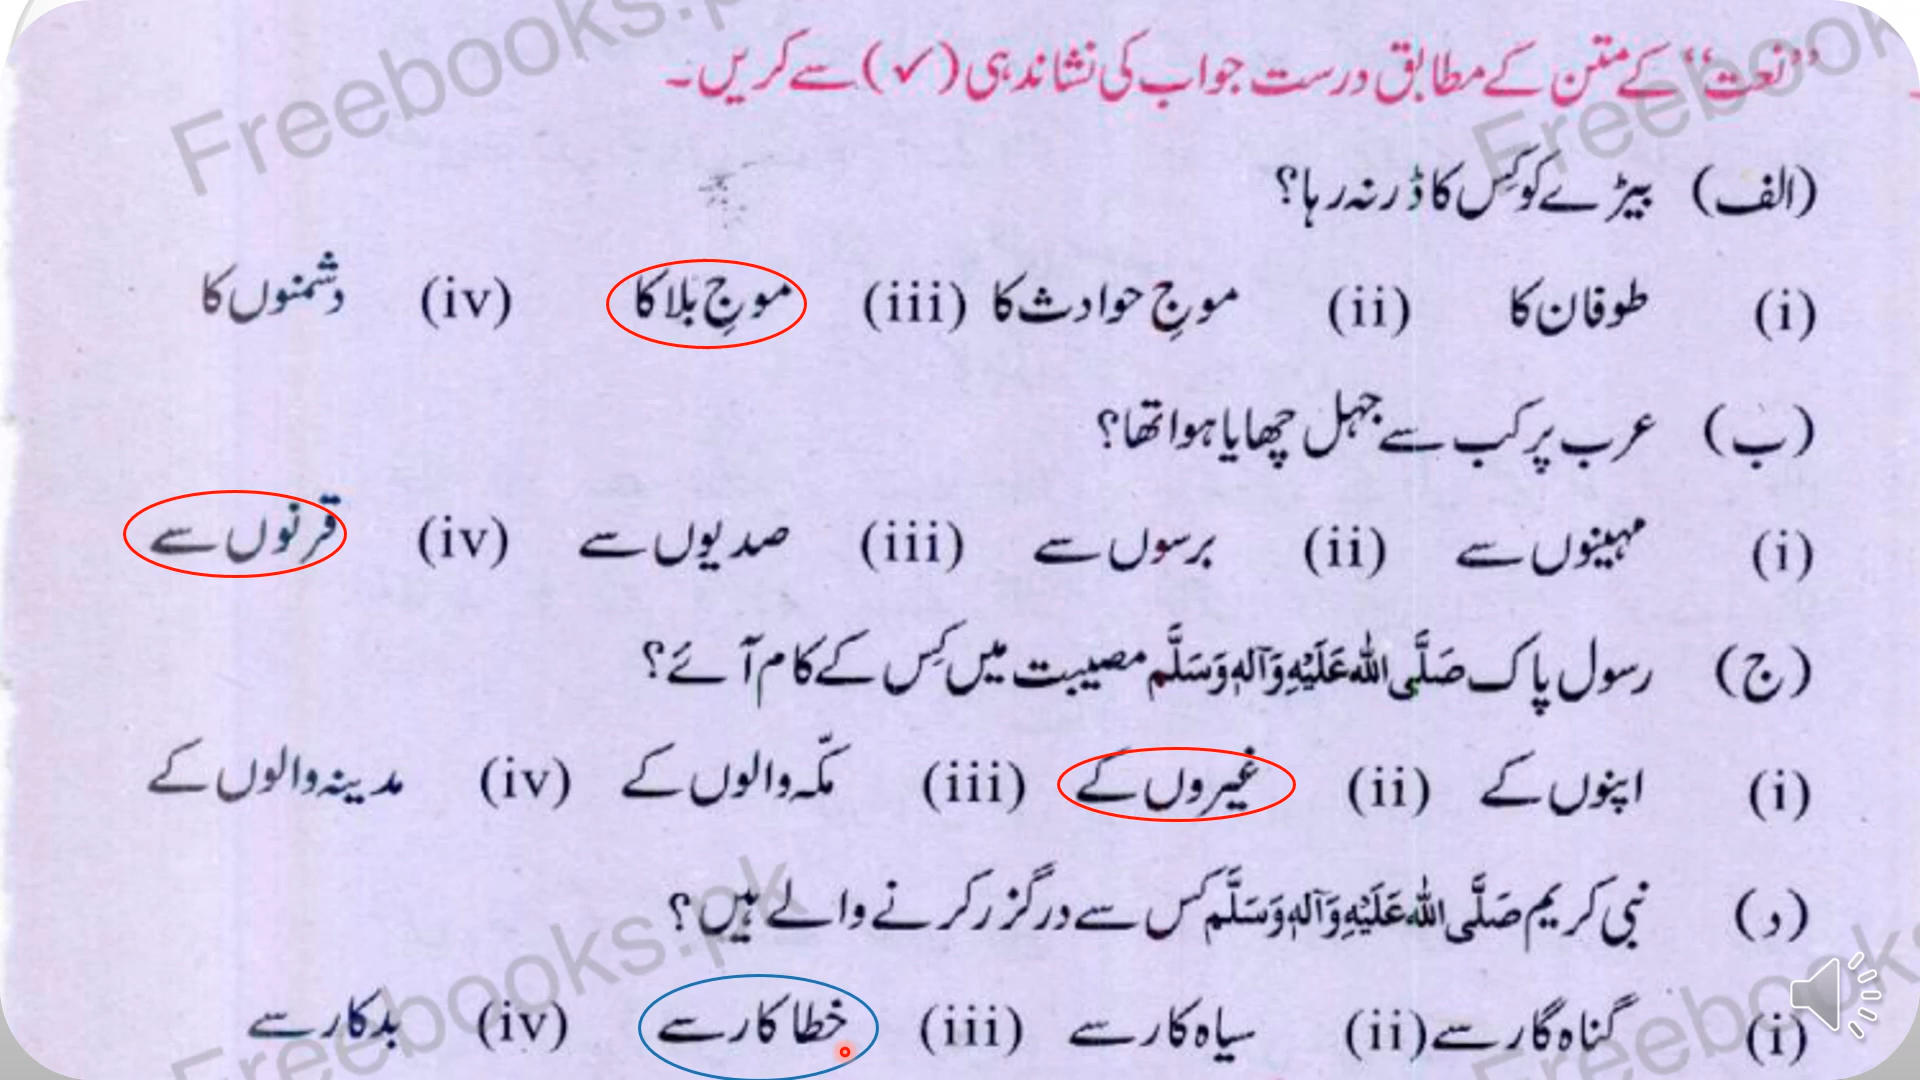 ”نعت“ کے متن کے مطابق درست جواب کی نشاندہی (✓) سے کریں۔
(الف) بیڑے کو کِس کا ڈر نہ رہا؟
(i) طوفان کا (ii) موجِ حوادث کا (iii) موجِ بلا کا (iv) دشمنوں کا
(ب) عرب پر کب سے جہل چھایا ہوا تھا؟
(i) مہینوں سے (ii) برسوں سے (iii) صدیوں سے (iv) قرنوں سے
(ج) رسول پاک صَلَّی اللہُ عَلَیْہِ وَآلِہٖ وَسَلَّم مصیبت میں کِس کے کام آئے؟
(i) اپنوں کے (ii) غیروں کے (iii) مکّہ والوں کے (iv) مدینہ والوں کے
(د) نبی کریم صَلَّی اللہُ عَلَیْہِ وَآلِہٖ وَسَلَّم کس سے درگزر کرنے والے ہیں؟
(i) گناہ گار سے (ii) سیاہ کار سے (iii) خطا کار سے (iv) بدکار سے
Freebooks.pk
Freebook
Freebooks.pk
Freebooks